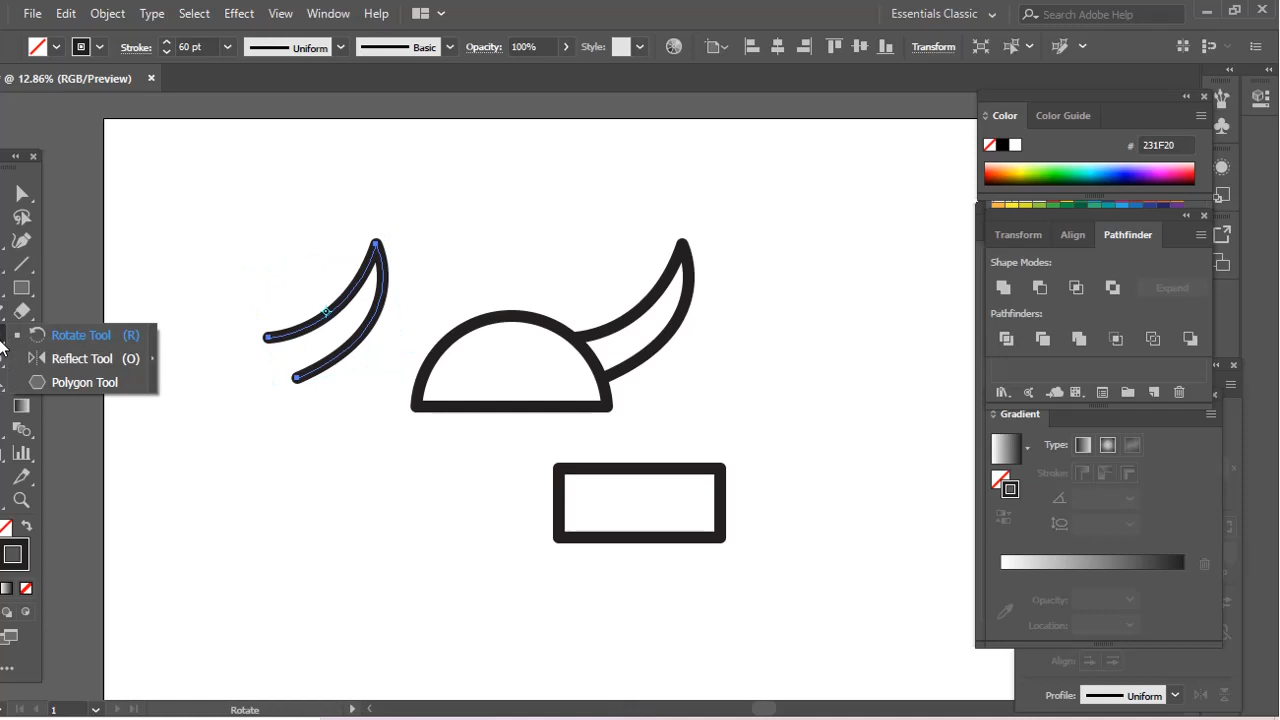 File Edit Object Type Select Effect View Window Help Essentials Classic Search Adobe Help
Stroke: 60 pt Uniform Basic Opacity: 100% Style: Transform
@ 12.86% (RGB/Preview)
Color Color Guide
# 231F20
Transform Align Pathfinder
Shape Modes:
Expand
Pathfinders:
Rotate Tool (R)
Reflect Tool (O)
Polygon Tool
Gradient
Type:
Stroke:
Opacity:
Location:
Align:
Profile: Uniform
1 Rotate